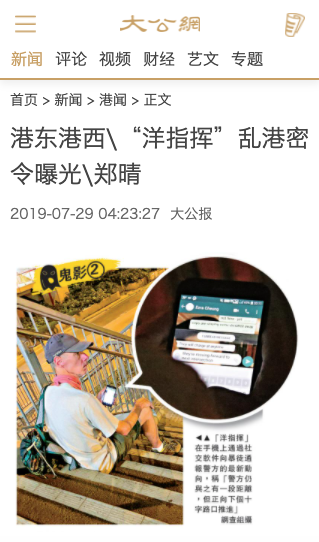 大公網
新闻 评论 视频 财经 艺文 专题
首页 > 新闻 > 港闻 > 正文
港东港西\ “洋指挥”乱港密
令曝光\郑晴
2019-07-29 04:23:27 大公报
鬼影②
◀▲「洋指揮」
在手機上通過社
交軟件向暴徒通
報警方的最新動
向，稱「警方仍
與之有一段距離
，但正向下個十
字路口推進」
調查組攝